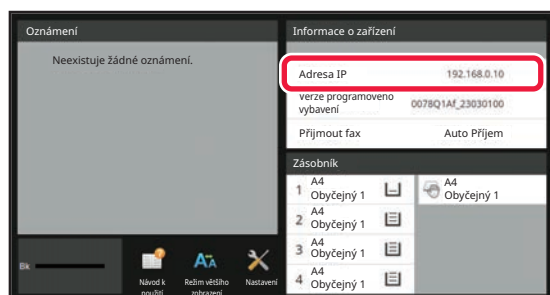 Oznámení
Neexistuje žádné oznámení.
Informace o zařízení
Adresa IP 192.168.0.10
Verze programového
vybavení 0078Q1Af_23030100
Přijmout fax Auto Příjem
Zásobník
1 A4
Obyčejný 1
A4
Obyčejný 1
2 A4
Obyčejný 1
3 A4
Obyčejný 1
4 A4
Obyčejný 1
Bk
Návod k
použití
Režim většího
zobrazení
Nastavení